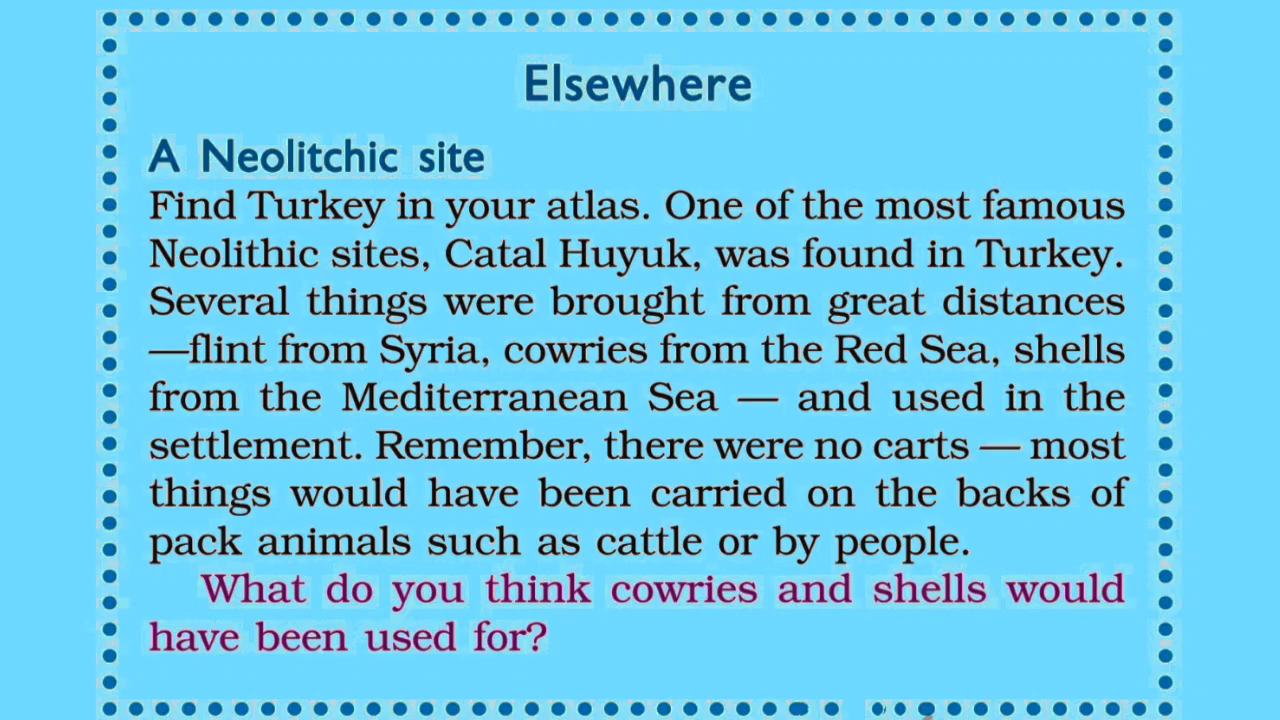 Elsewhere
A Neolitchic site
Find Turkey in your atlas. One of the most famous
Neolithic sites, Catal Huyuk, was found in Turkey.
Several things were brought from great distances
—flint from Syria, cowries from the Red Sea, shells
from the Mediterranean Sea — and used in the
settlement. Remember, there were no carts — most
things would have been carried on the backs of
pack animals such as cattle or by people.
What do you think cowries and shells would
have been used for?